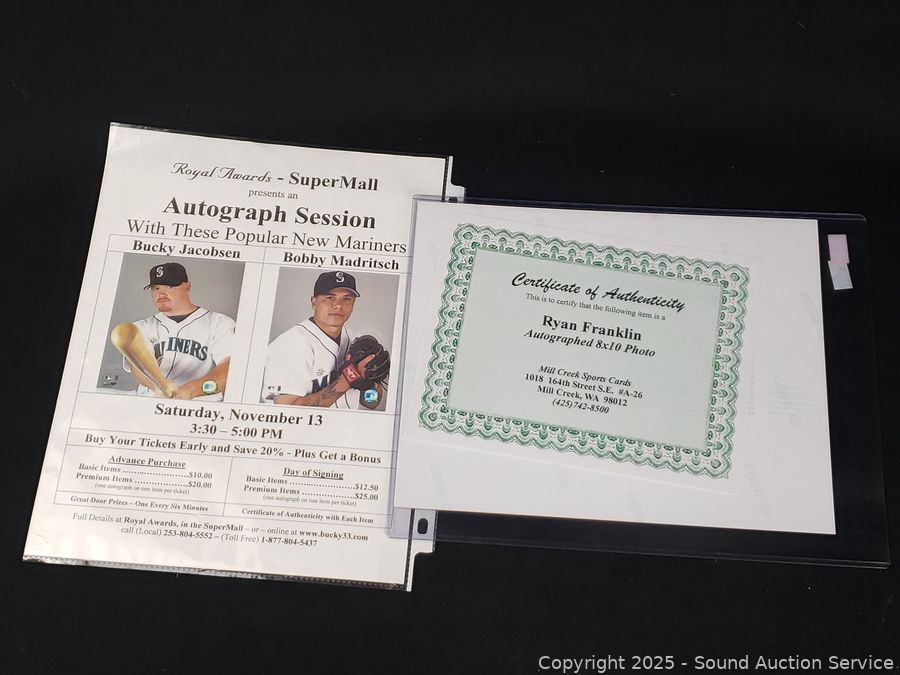 Royal Awards - SuperMall
presents an
Autograph Session
With These Popular New Mariners
Bucky Jacobsen
Bobby Madritsch
S
S
INERS
M
Saturday, November 13
3:30 – 5:00 PM
Buy Your Tickets Early and Save 20% - Plus Get a Bonus
Advance Purchase
Basic Items ........................$10.00
Premium Items ..................$20.00
(one autograph on one item per ticket)
Day of Signing
Basic Items ........................$12.50
Premium Items ..................$25.00
(one autograph on one item per ticket)
Great Door Prizes – One Every Six Minutes
Certificate of Authenticity with Each Item
Full Details at Royal Awards, in the SuperMall – or – online at www.bucky33.com
call (Local) 253-804-5552 – (Toll Free) 1-877-804-5437
Certificate of Authenticity
This is to certify that the following item is a
Ryan Franklin
Autographed 8x10 Photo
Mill Creek Sports Cards
1018 164th Street S.E. #A-26
Mill Creek, WA 98012
(425)742-8500
Copyright © 2025 - Sound Auction Service